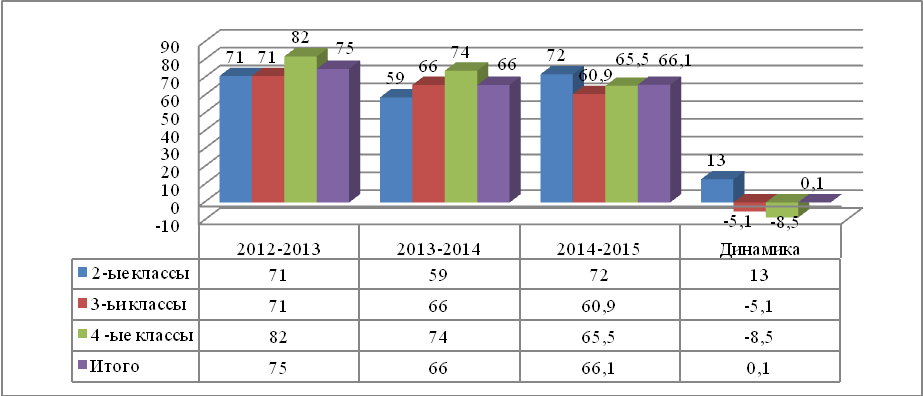 90
80
70
60
50
40
30
20
10
0
-10
71 71 82 75
59 66 74 66
72 60,9 65,5 66,1
13 -5,1 -8,5 0,1
2012-2013 2013-2014 2014-2015 Динамика
2-ые классы 71 59 72 13
3-ьи классы 71 66 60,9 -5,1
4 -ые классы 82 74 65,5 -8,5
Итого 75 66 66,1 0,1